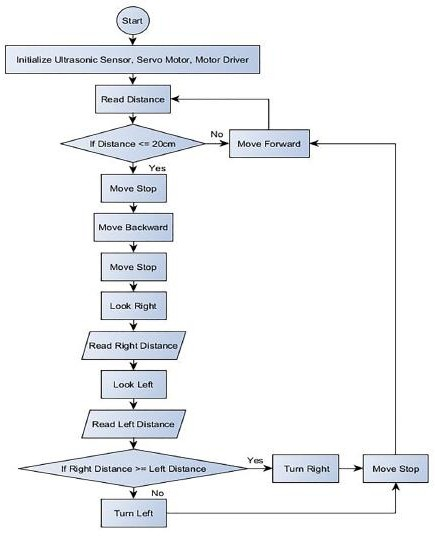 Start
Initialize Ultrasonic Sensor, Servo Motor, Motor Driver
Read Distance
If Distance <= 20cm
No
Move Forward
Yes
Move Stop
Move Backward
Move Stop
Look Right
Read Right Distance
Look Left
Read Left Distance
If Right Distance >= Left Distance
Yes
Turn Right
Move Stop
No
Turn Left